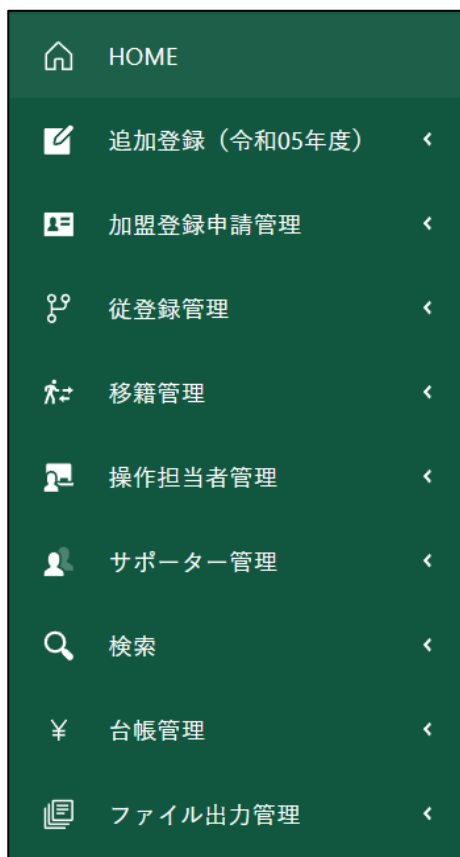 HOME
追加登録（令和05年度）
加盟登録申請管理
従登録管理
移籍管理
操作担当者管理
サポーター管理
検索
台帳管理
ファイル出力管理